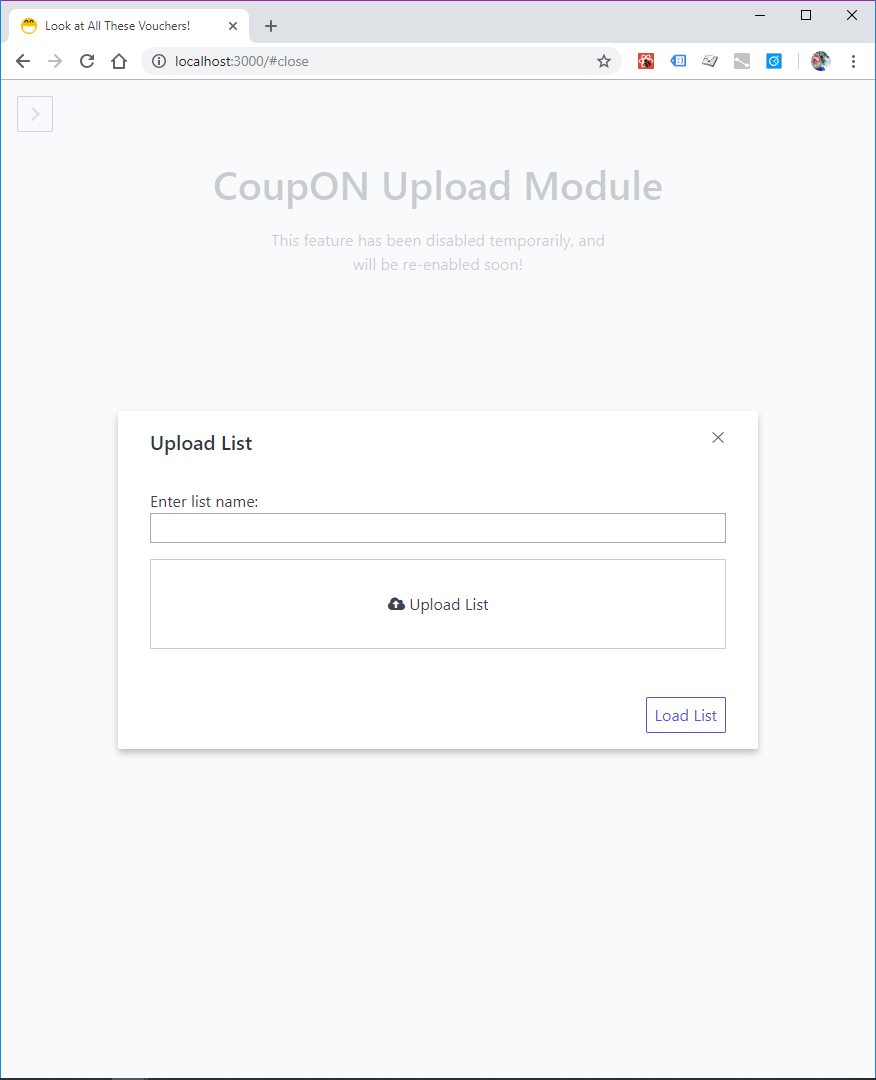 Look at All These Vouchers!
localhost:3000/#close
CoupON Upload Module
This feature has been disabled temporarily, and
will be re-enabled soon!
Upload List
Enter list name:
Upload List
Load List